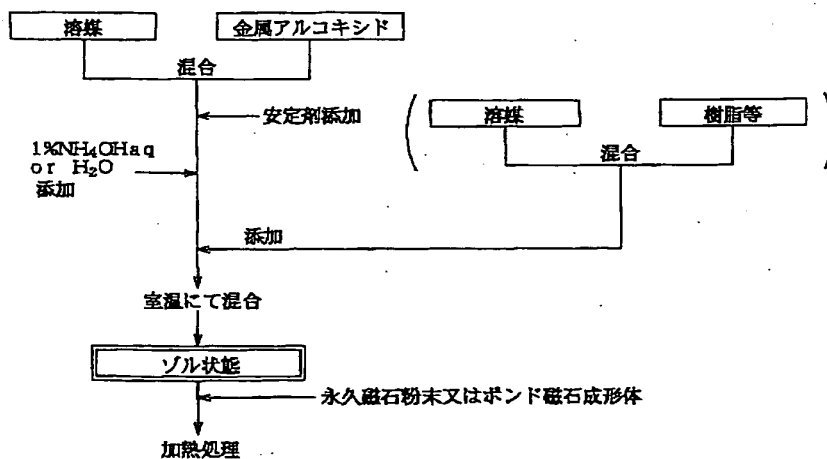 溶媒
金属アルコキシド
混合
安定剤添加
溶媒
樹脂等
混合
1%NH₄OHaq
or H₂O
添加
添加
室温にて混合
ゾル状態
永久磁石粉末又はボンド磁石成形体
加熱処理